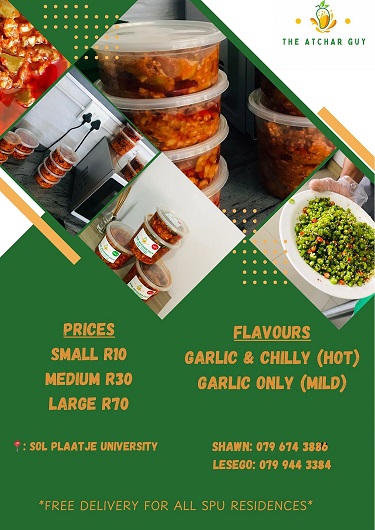 THE ATCHAR GUY
PRICES
SMALL R10
MEDIUM R30
LARGE R70
FLAVOURS
GARLIC & CHILLY (HOT)
GARLIC ONLY (MILD)
📍: SOL PLAATJE UNIVERSITY
SHAWN: 079 674 3886
LESEGO: 079 944 3384
*FREE DELIVERY FOR ALL SPU RESIDENCES*